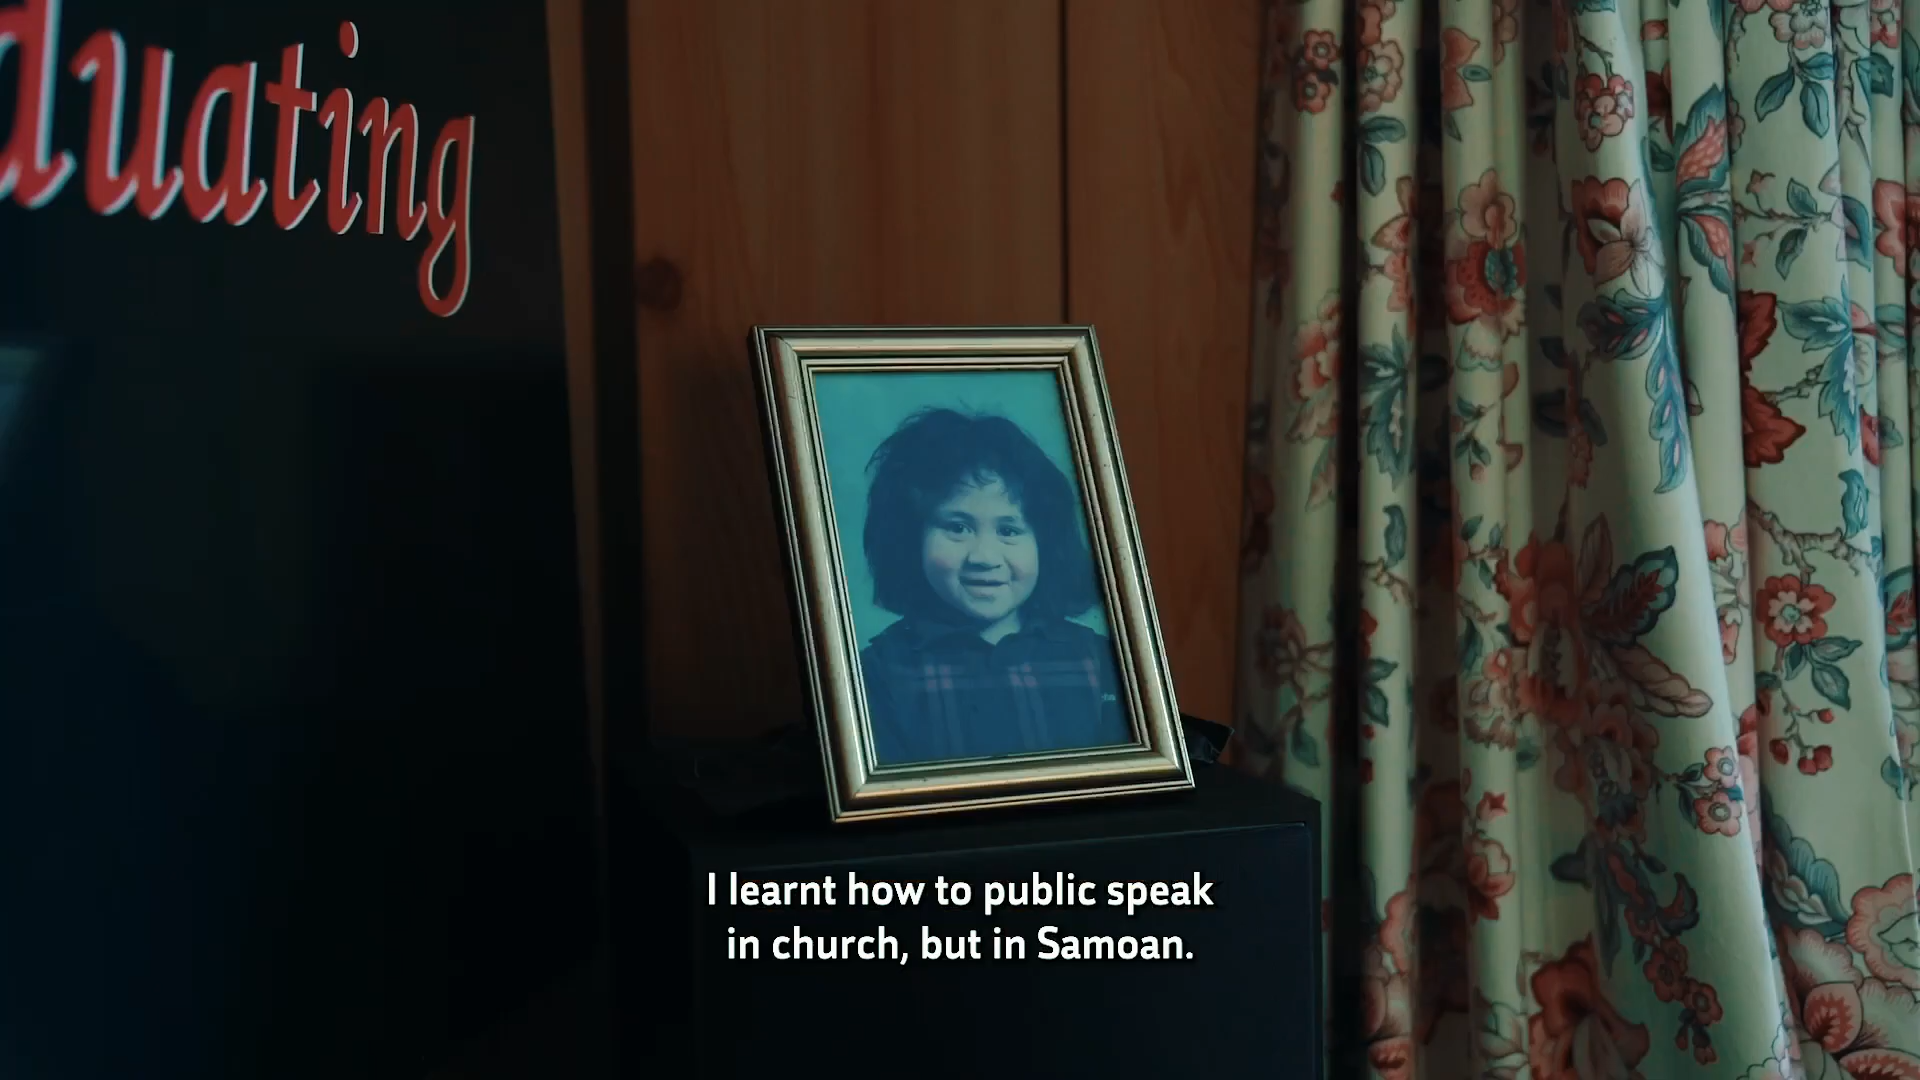 duating
I learnt how to public speak
in church, but in Samoan.